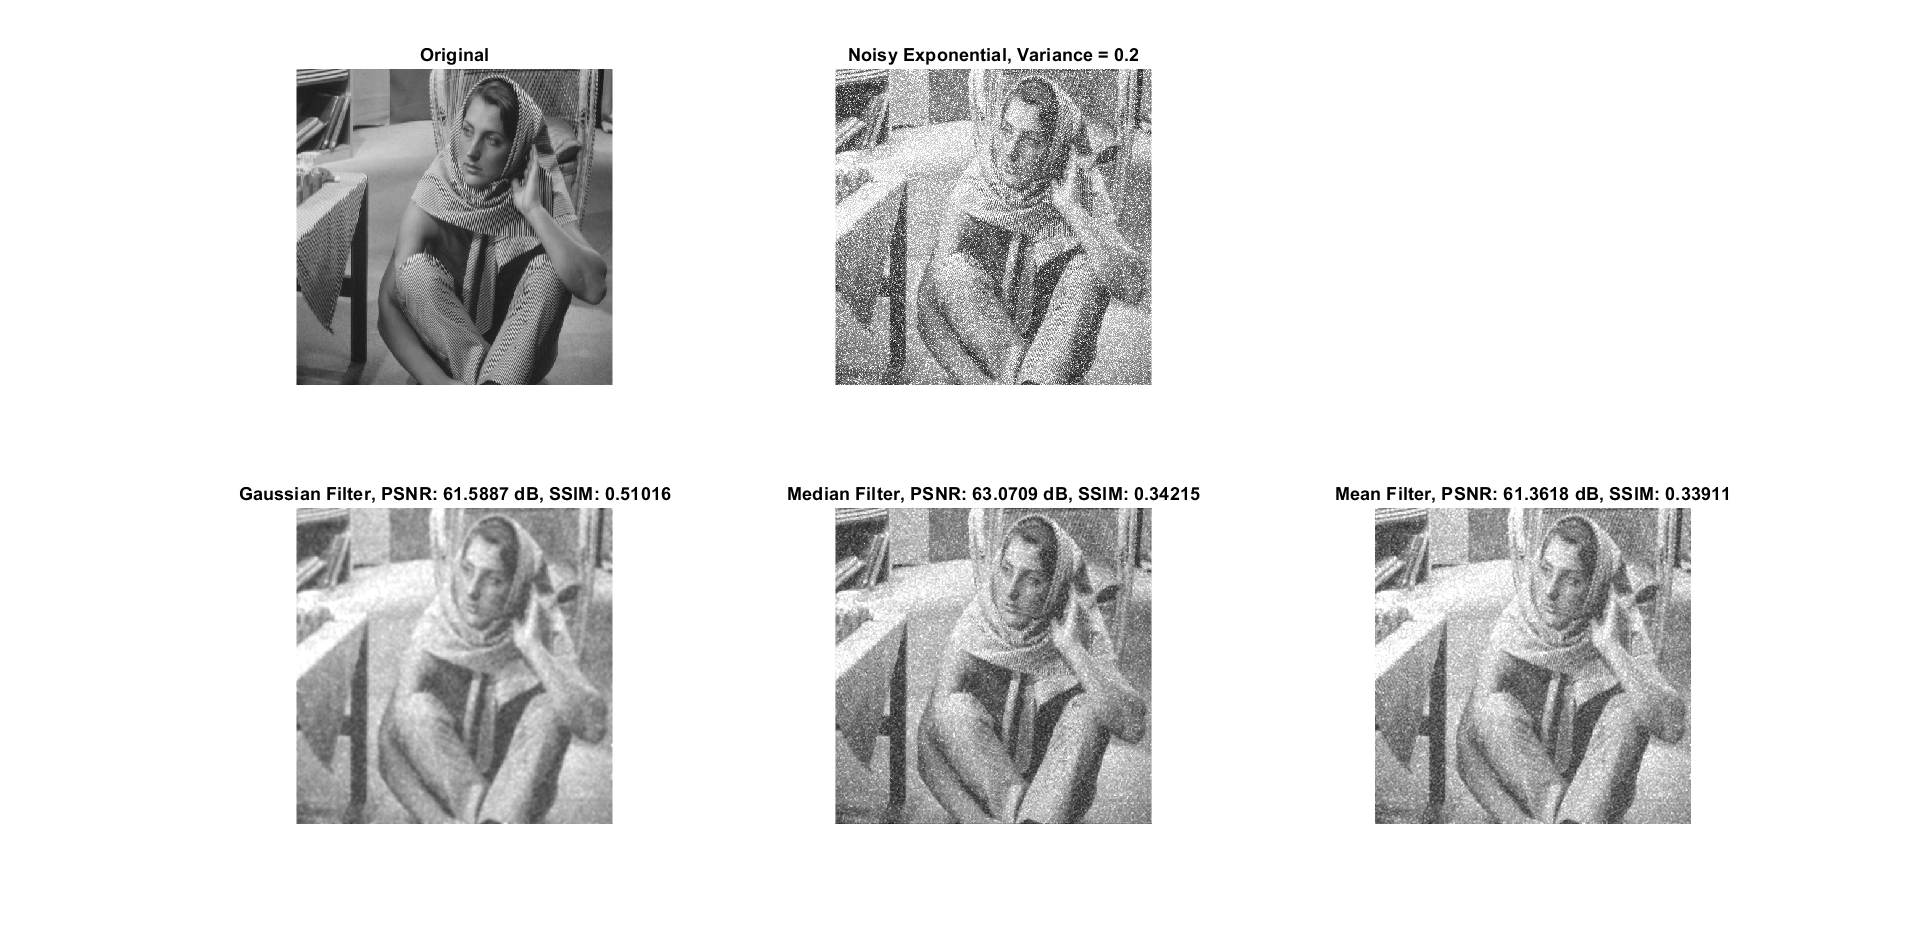 Original
Noisy Exponential, Variance = 0.2
Gaussian Filter, PSNR: 61.5887 dB, SSIM: 0.51016
Median Filter, PSNR: 63.0709 dB, SSIM: 0.34215
Mean Filter, PSNR: 61.3618 dB, SSIM: 0.33911